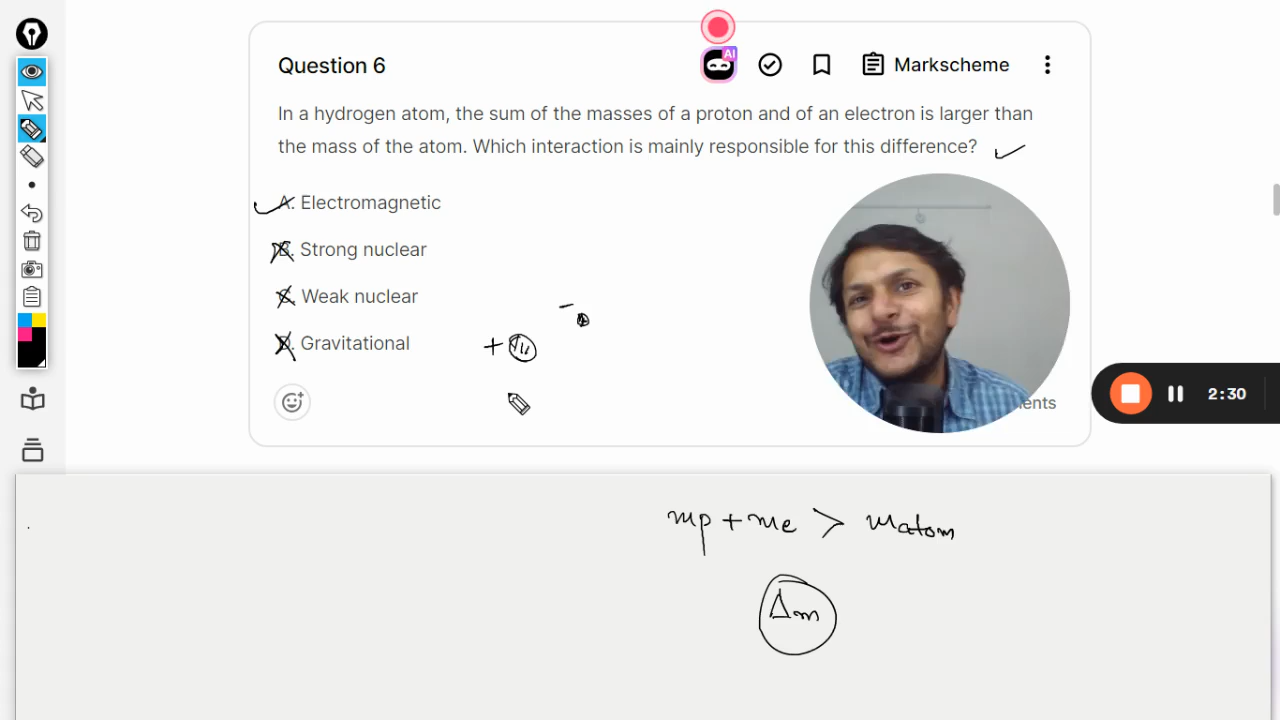 AI
Question 6
Markscheme
In a hydrogen atom, the sum of the masses of a proton and of an electron is larger than
the mass of the atom. Which interaction is mainly responsible for this difference?
A. Electromagnetic
B. Strong nuclear
C. Weak nuclear
D. Gravitational
+
-
ents
2:30
mp + me > matom
Δm